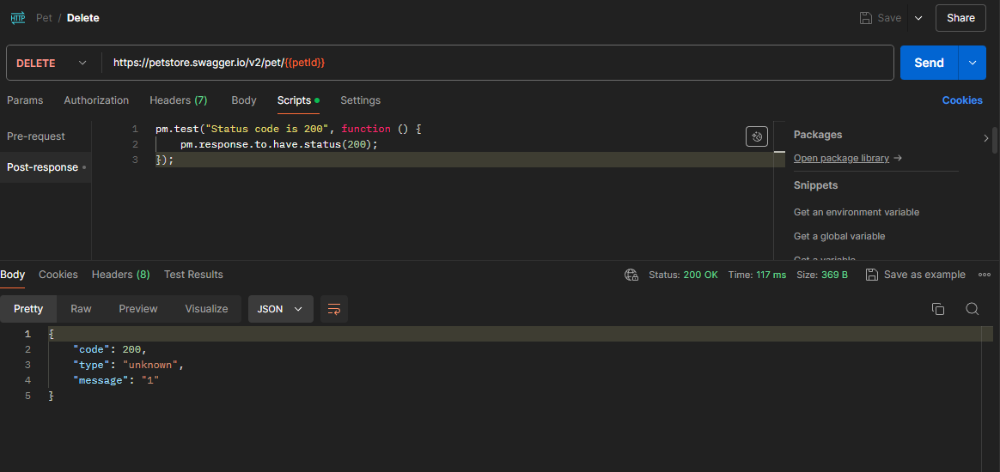 HTTP Pet / Delete Save Share
DELETE https://petstore.swagger.io/v2/pet/{{petId}} Send
Params Authorization Headers (7) Body Scripts Settings Cookies
Pre-request
Post-response
1 pm.test("Status code is 200", function () {
2 pm.response.to.have.status(200);
3 });
Packages
Open package library →
Snippets
Get an environment variable
Get a global variable
Get a variable
Body Cookies Headers (8) Test Results Status: 200 OK Time: 117 ms Size: 369 B Save as example
Pretty Raw Preview Visualize JSON
1 {
2 "code": 200,
3 "type": "unknown",
4 "message": "1"
5 }